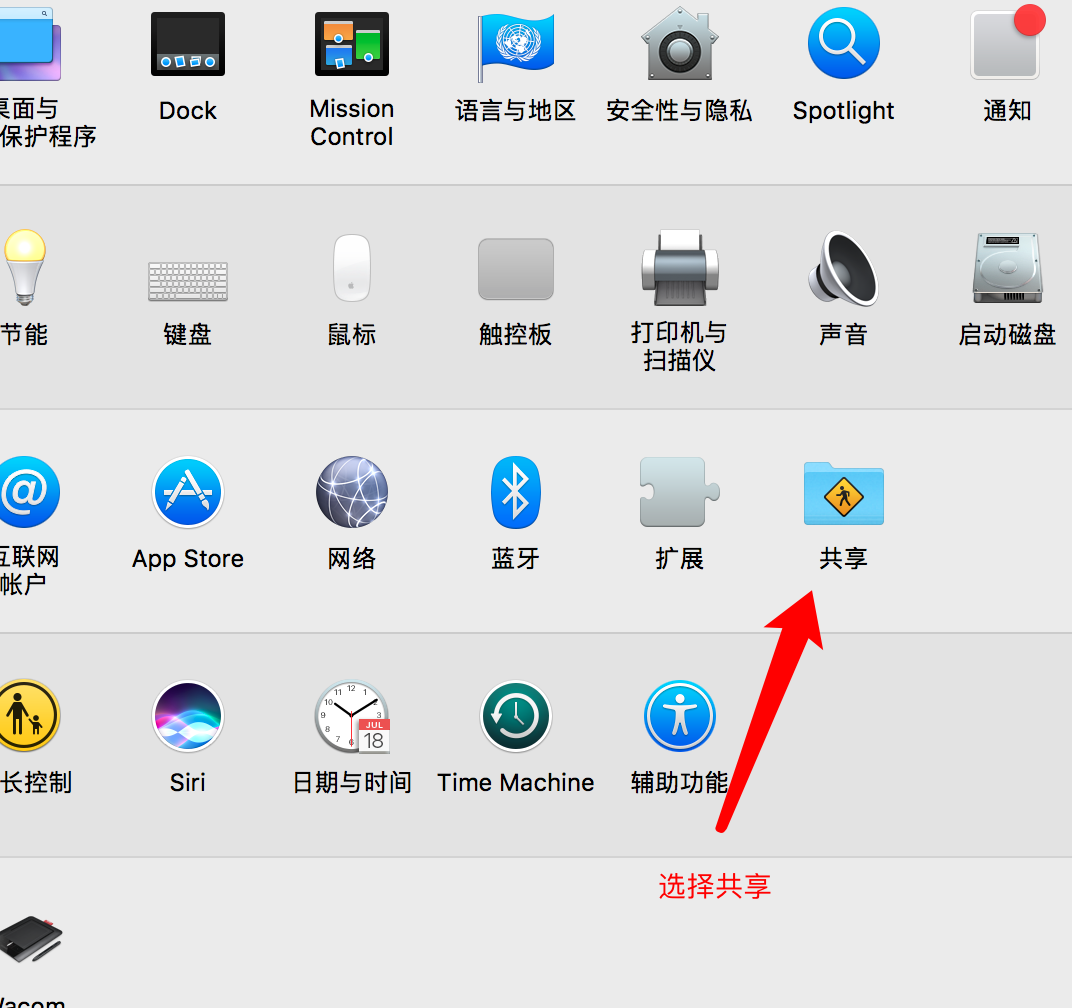 桌面与
保护程序
Dock
Mission
Control
语言与地区
安全性与隐私
Spotlight
通知
节能
键盘
鼠标
触控板
打印机与
扫描仪
声音
启动磁盘
互联网
帐户
App Store
网络
蓝牙
扩展
共享
长控制
Siri
JUL
18
日期与时间
Time Machine
辅助功能
选择共享
Wacom